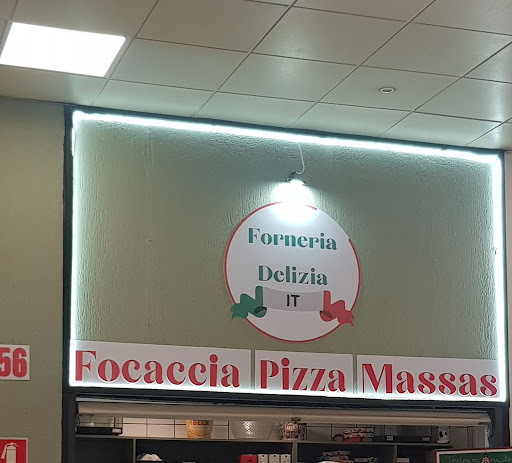 Forneria
Delizia
IT
Focaccia Pizza Massas
56